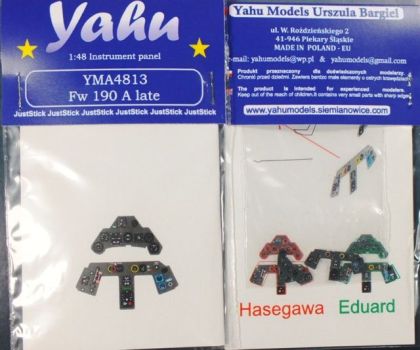 Yahu
1:48 Instrument panel
YMA4813
Fw 190 A late
JustStick JustStick JustStick JustStick JustStick JustStick
Yahu Models Urszula Bargiel
ul. W. Roździeńskiego 2
41-966 Piekary Śląskie
MADE IN POLAND - EU
e-mail: yahumodels@wp.pl & yahumodels@gmail.com
Produkt przeznaczony dla doświadczonych modelarzy.
Chronić przed dziećmi. Zawiera bardzo małe elementy o ostrych krawędziach
The product is intended for experienced modelers.
Keep out of the reach of children. It contains very small parts with sharp edges
www.yahumodels.siemianowice.com
Hasegawa Eduard